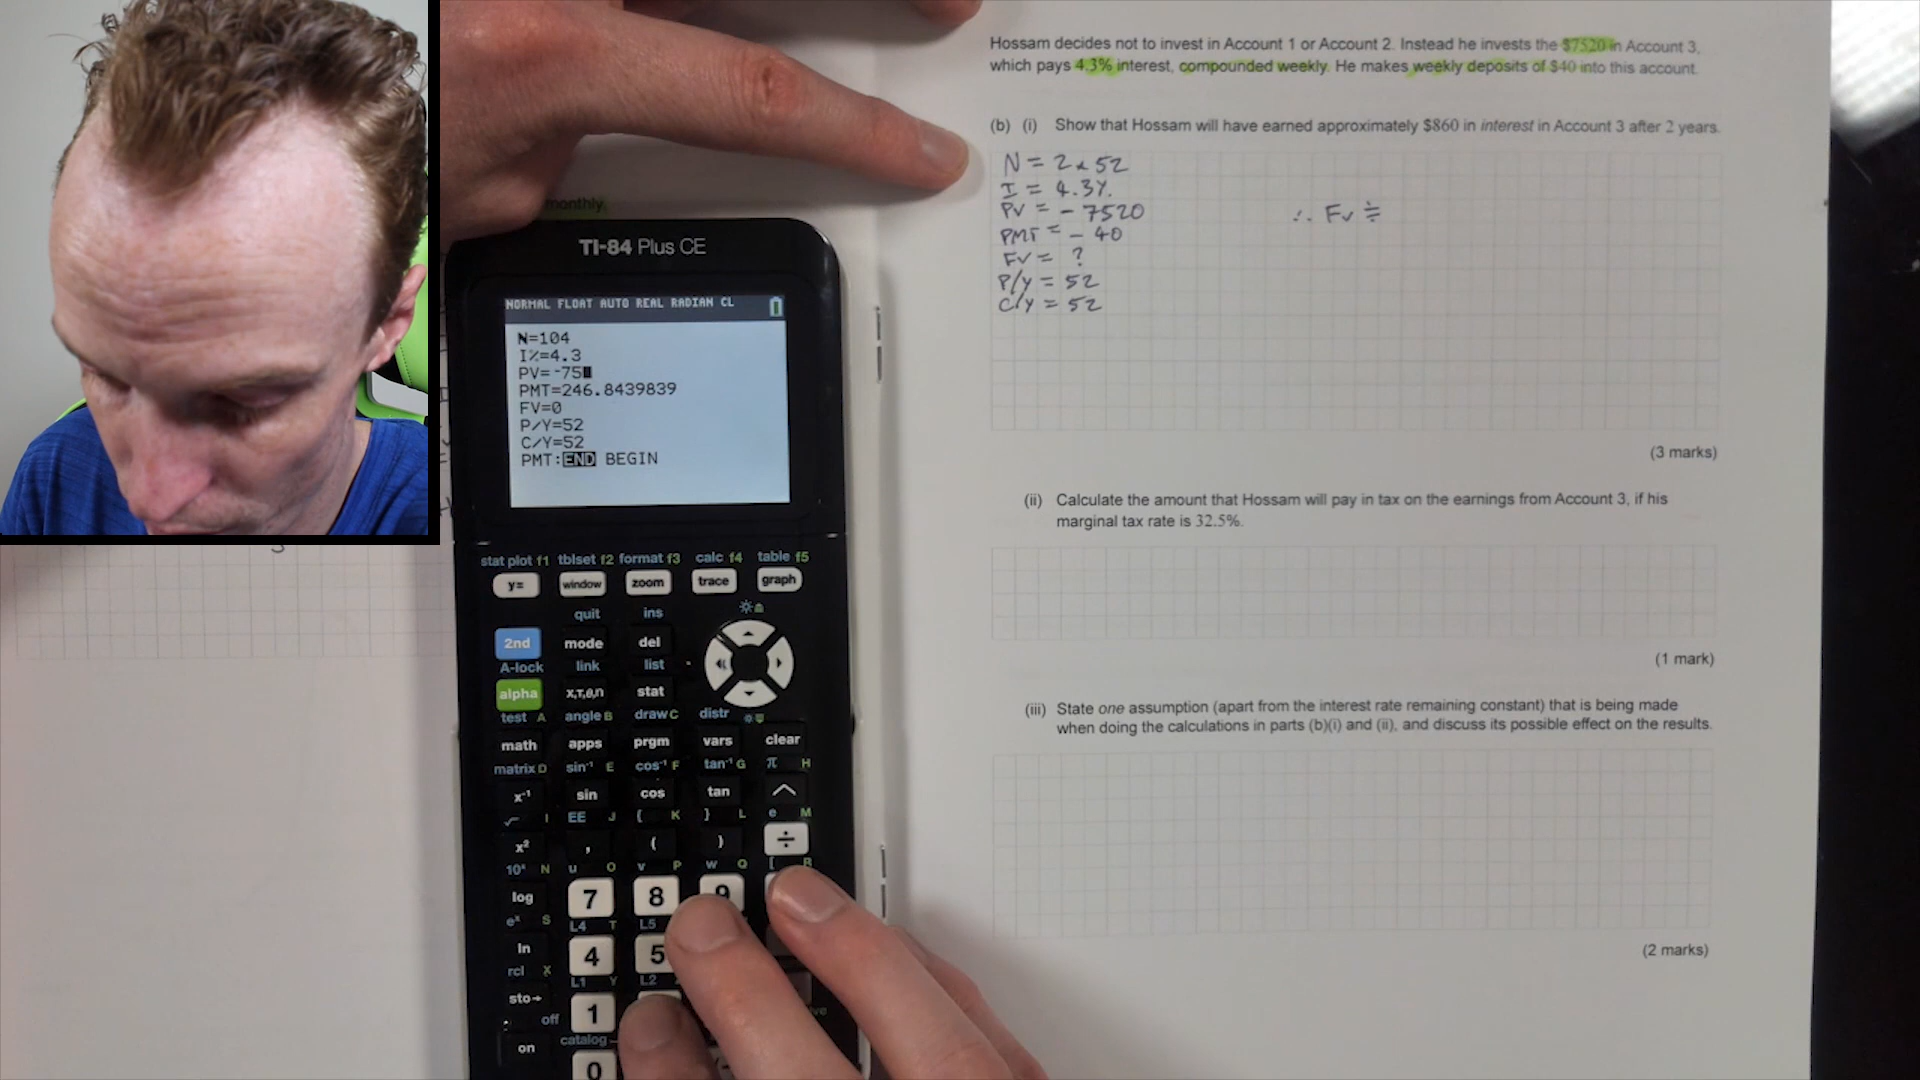 Hossam decides not to invest in Account 1 or Account 2. Instead he invests the $7520 in Account 3,
which pays 4.3% interest, compounded weekly. He makes weekly deposits of $40 into this account.
(b) (i) Show that Hossam will have earned approximately $860 in interest in Account 3 after 2 years.
N = 2 x 52
I = 4.3%.
PV = - 7520
PMT = - 40
FV = ?
P/y = 52
C/y = 52
∴ Fv ≑
(3 marks)
(ii) Calculate the amount that Hossam will pay in tax on the earnings from Account 3, if his
marginal tax rate is 32.5%.
(1 mark)
(iii) State one assumption (apart from the interest rate remaining constant) that is being made
when doing the calculations in parts (b)(i) and (ii), and discuss its possible effect on the results.
(2 marks)
monthly
TI-84 Plus CE
NORMAL FLOAT AUTO REAL RADIAN CL
N=104
I%=4.3
PV=-75
PMT=246.8439839
FV=0
P/Y=52
C/Y=52
PMT:END BEGIN
stat plot f1 tblset f2 format f3 calc f4 table f5
y= window zoom trace graph
quit ins
2nd mode del
A-lock link list
alpha x,T,θ,n stat
test A angle B draw C distr
math apps prgm vars clear
matrix D sin⁻¹ E cos⁻¹ F tan⁻¹ G π H
x⁻¹ sin cos tan ^
√ I EE J { K } L e M
x² , ( ) ÷
10ˣ N u O v P w Q [ R
log 7 8 9
eˣ S L4 T L5
ln 4 5
rcl X L1 Y L2
sto→ 1
off catalog
on 0